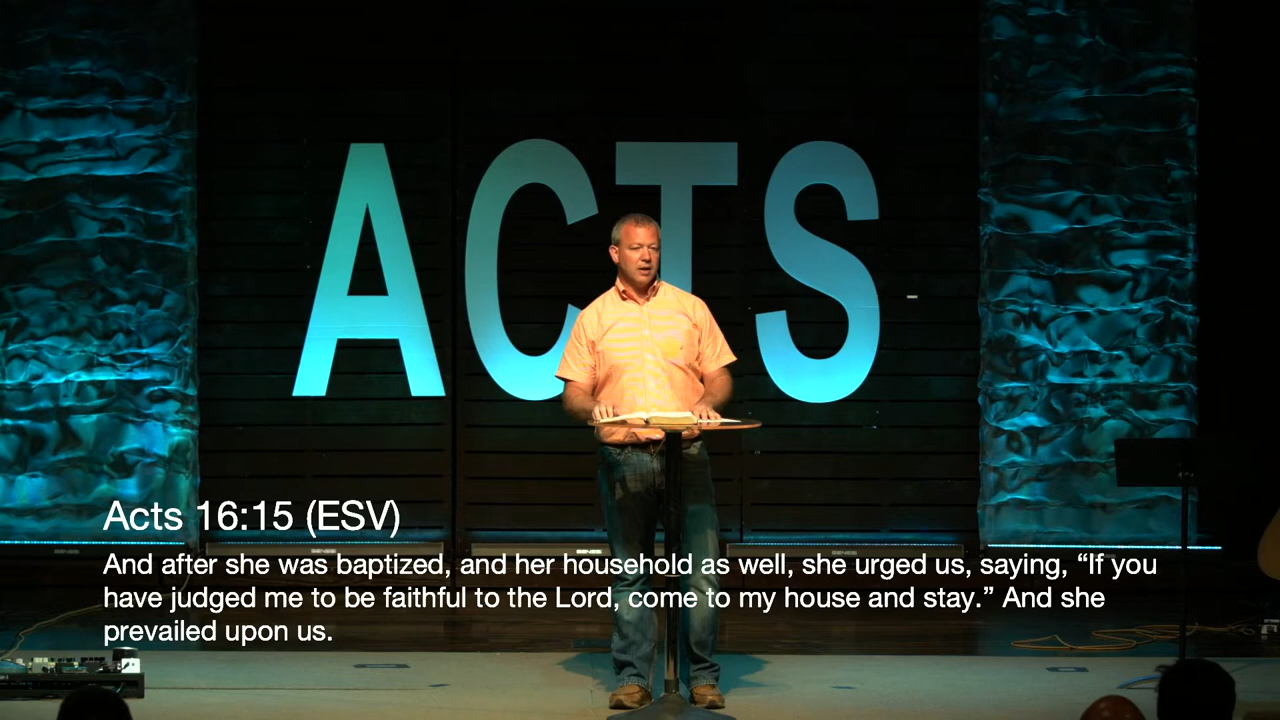 ACTS
Acts 16:15 (ESV)
And after she was baptized, and her household as well, she urged us, saying, “If you
have judged me to be faithful to the Lord, come to my house and stay.” And she
prevailed upon us.